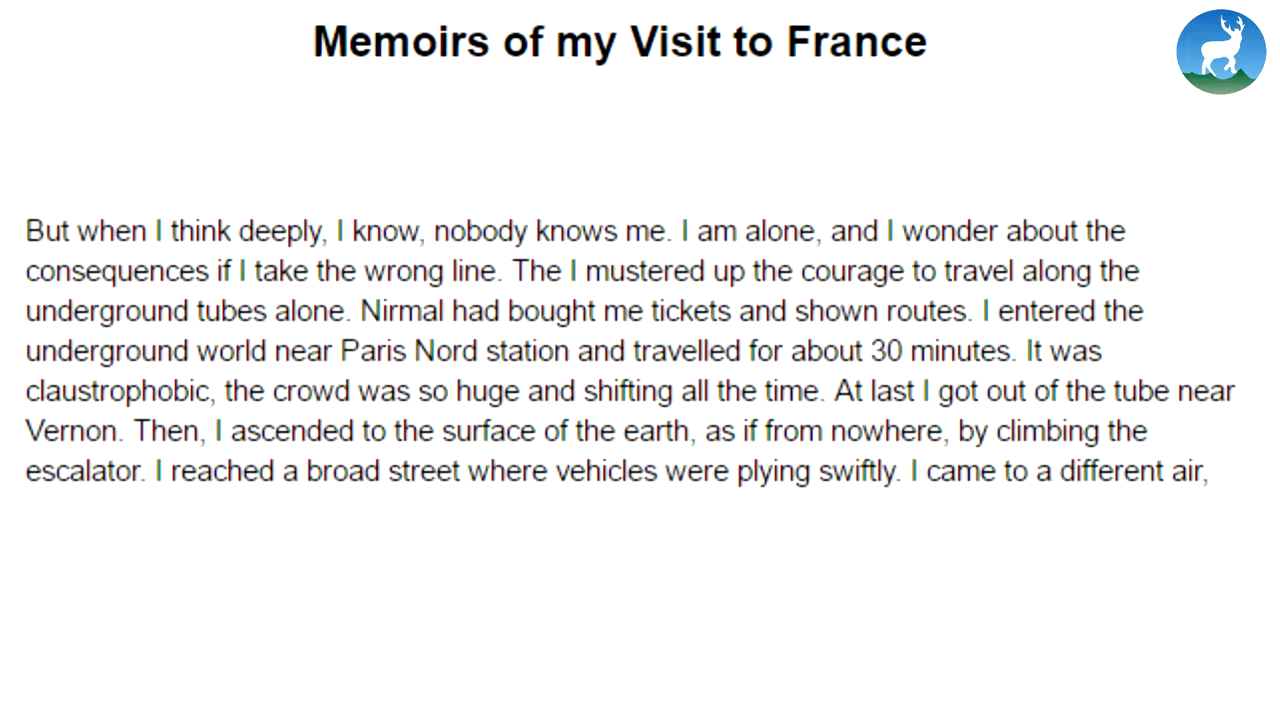 Memoirs of my Visit to France
But when I think deeply, I know, nobody knows me. I am alone, and I wonder about the
consequences if I take the wrong line. The I mustered up the courage to travel along the
underground tubes alone. Nirmal had bought me tickets and shown routes. I entered the
underground world near Paris Nord station and travelled for about 30 minutes. It was
claustrophobic, the crowd was so huge and shifting all the time. At last I got out of the tube near
Vernon. Then, I ascended to the surface of the earth, as if from nowhere, by climbing the
escalator. I reached a broad street where vehicles were plying swiftly. I came to a different air,